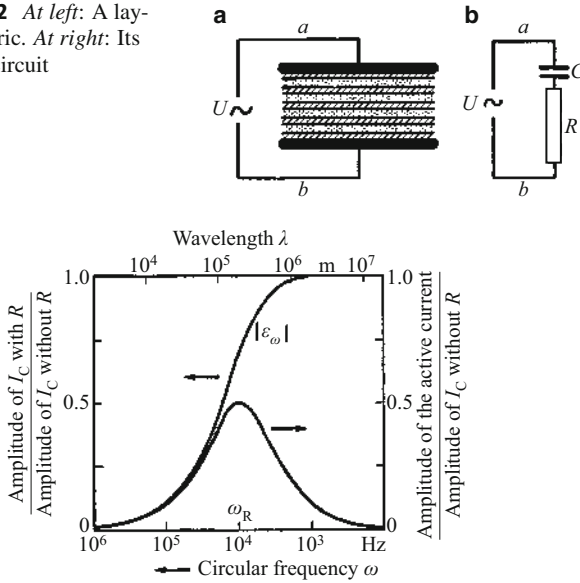 2 At left: A lay-
ric. At right: Its
ircuit
a
a
U ~
b
b
a
C
U ~
R
b
Wavelength λ
10⁴ 10⁵ 10⁶ m 10⁷
1.0 1.0
|εω|
0.5 0.5
ωR
0 0
10⁶ 10⁵ 10⁴ 10³ Hz
Circular frequency ω
Amplitude of I_C with R
Amplitude of I_C without R
Amplitude of the active current
Amplitude of I_C without R